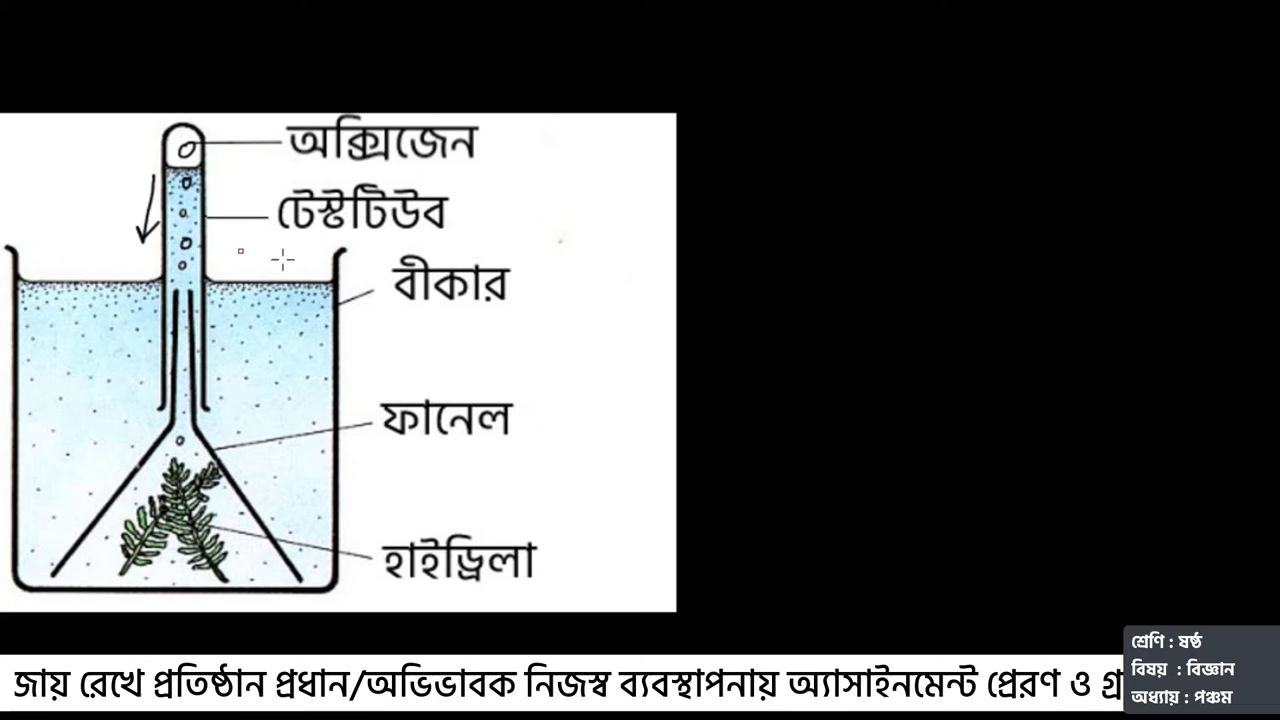 অক্সিজেন
টেস্টটিউব
বীকার
ফানেল
হাইড্রিলা
শ্রেণি : ষষ্ঠ
বিষয় : বিজ্ঞান
অধ্যায় : পঞ্চম
জায় রেখে প্রতিষ্ঠান প্রধান/অভিভাবক নিজস্ব ব্যবস্থাপনায় অ্যাসাইনমেন্ট প্রেরণ ও গ্র